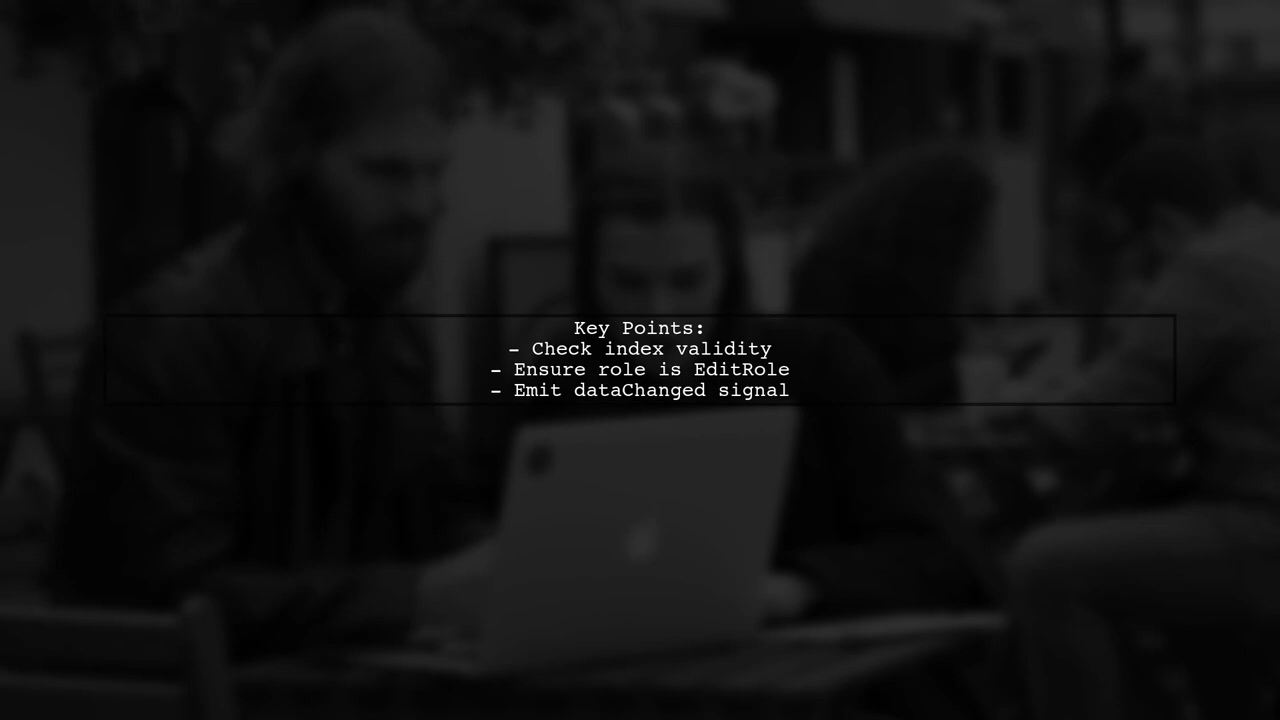 Key Points:
- Check index validity
- Ensure role is EditRole
- Emit dataChanged signal